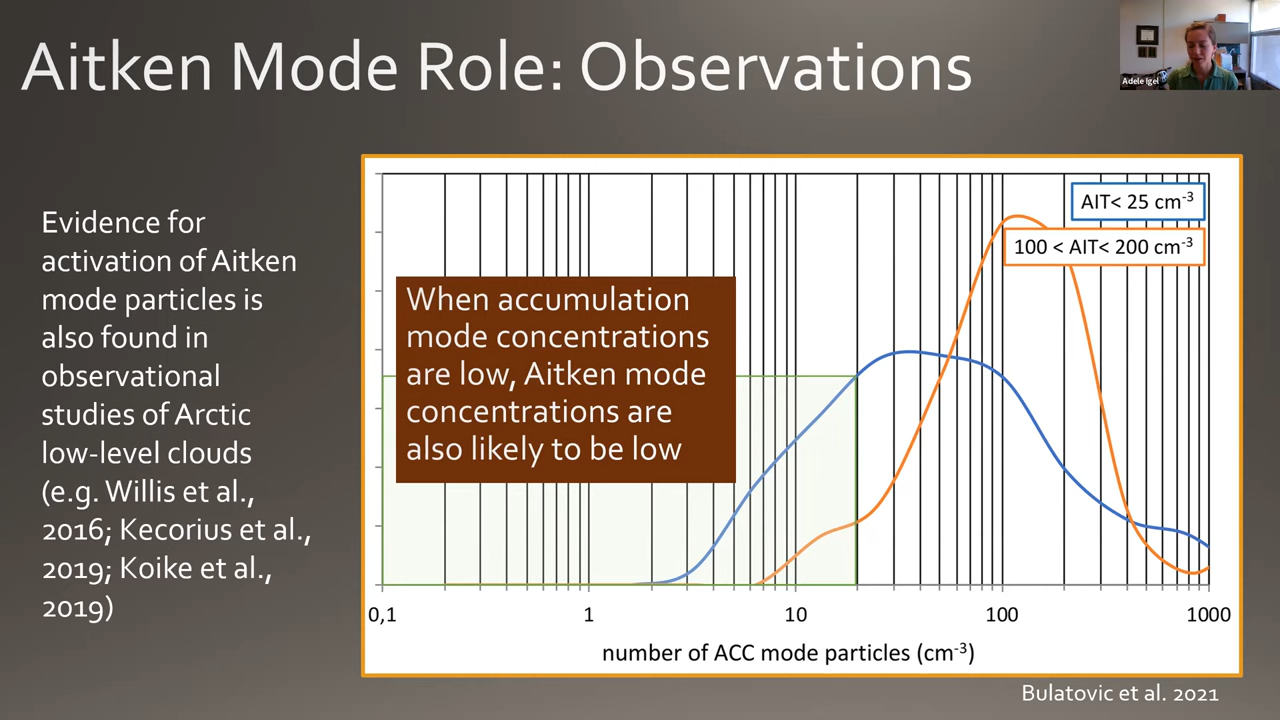 Aitken Mode Role: Observations
Adele Igel
Evidence for
activation of Aitken
mode particles is
also found in
observational
studies of Arctic
low-level clouds
(e.g. Willis et al.,
2016; Kecorius et al.,
2019; Koike et al.,
2019)
AIT< 25 cm⁻³
100 < AIT< 200 cm⁻³
When accumulation
mode concentrations
are low, Aitken mode
concentrations are
also likely to be low
0,1 1 10 100 1000
number of ACC mode particles (cm⁻³)
Bulatovic et al. 2021